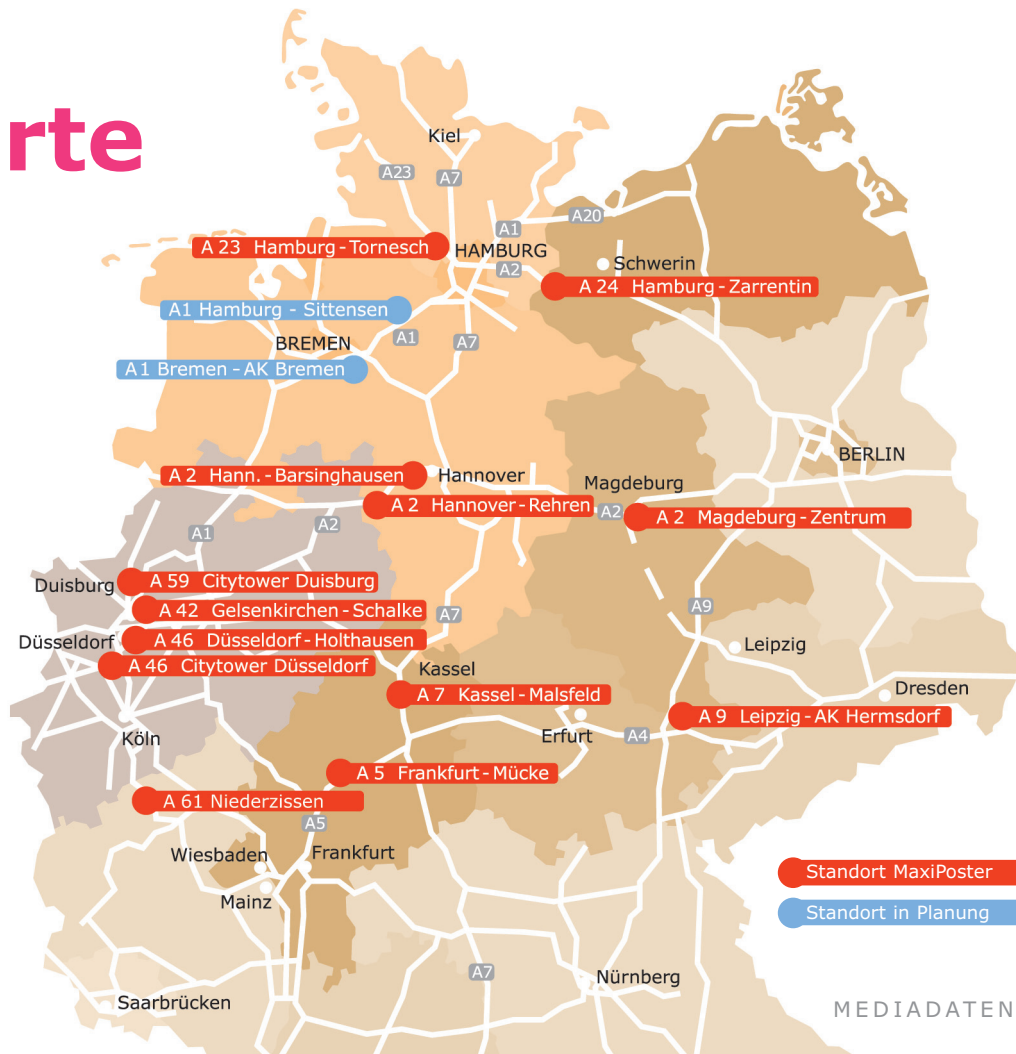 rte
Kiel
A23
A7
A20
A1
A 23 Hamburg - Tornesch
HAMBURG
A2
Schwerin
A 24 Hamburg - Zarrentin
A1 Hamburg - Sittensen
A1
A7
BREMEN
A 1 Bremen - AK Bremen
BERLIN
A 2 Hann. - Barsinghausen
Hannover
Magdeburg
A 2 Hannover - Rehren
A2
A 2 Magdeburg - Zentrum
A1
A2
Duisburg
A 59 Citytower Duisburg
A 42 Gelsenkirchen - Schalke
A7
A9
Düsseldorf
A 46 Düsseldorf - Holthausen
Leipzig
A 46 Citytower Düsseldorf
Kassel
A 7 Kassel - Malsfeld
Dresden
A 9 Leipzig - AK Hermsdorf
Köln
Erfurt
A4
A 5 Frankfurt - Mücke
A 61 Niederzissen
A5
Wiesbaden
Frankfurt
Mainz
Standort MaxiPoster
Standort in Planung
A7
Nürnberg
Saarbrücken
MEDIADATEN